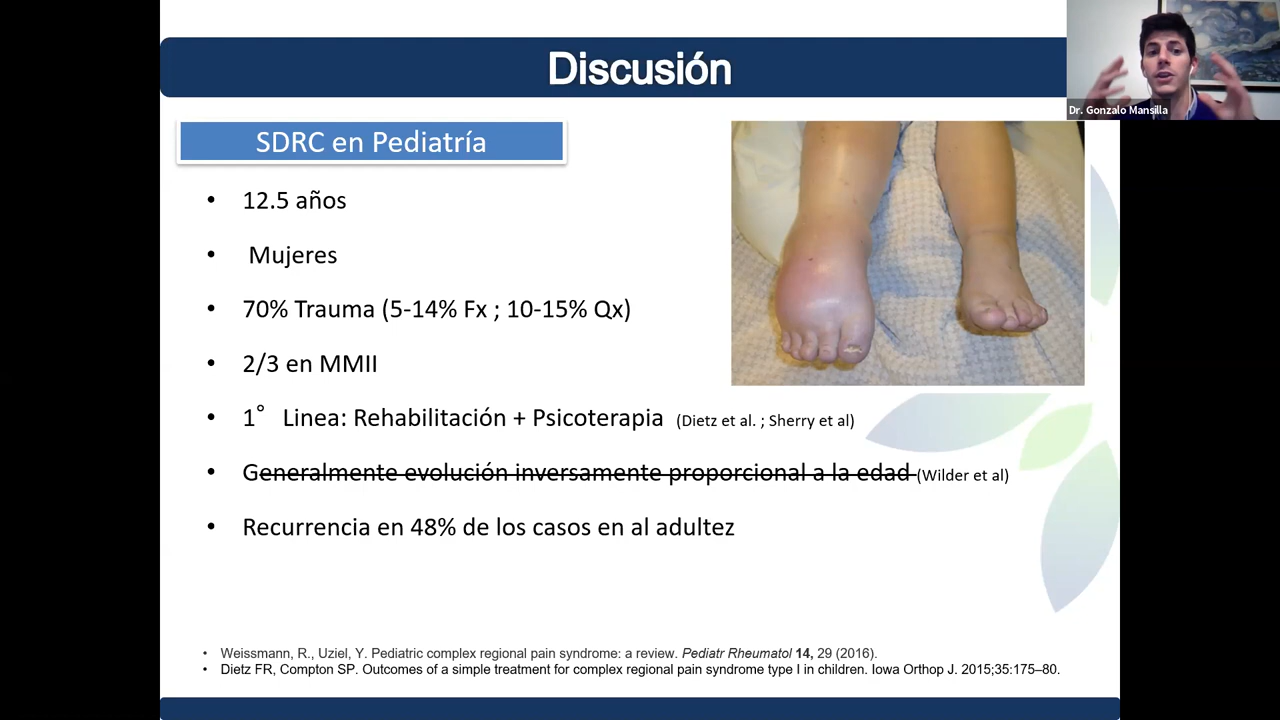 Discusión
Dr. Gonzalo Mansilla
SDRC en Pediatría
• 12.5 años
• Mujeres
• 70% Trauma (5-14% Fx ; 10-15% Qx)
• 2/3 en MMII
• 1° Linea: Rehabilitación + Psicoterapia (Dietz et al. ; Sherry et al)
• Generalmente evolución inversamente proporcional a la edad (Wilder et al)
• Recurrencia en 48% de los casos en al adultez
• Weissmann, R., Uziel, Y. Pediatric complex regional pain syndrome: a review. Pediatr Rheumatol 14, 29 (2016).
• Dietz FR, Compton SP. Outcomes of a simple treatment for complex regional pain syndrome type I in children. Iowa Orthop J. 2015;35:175–80.